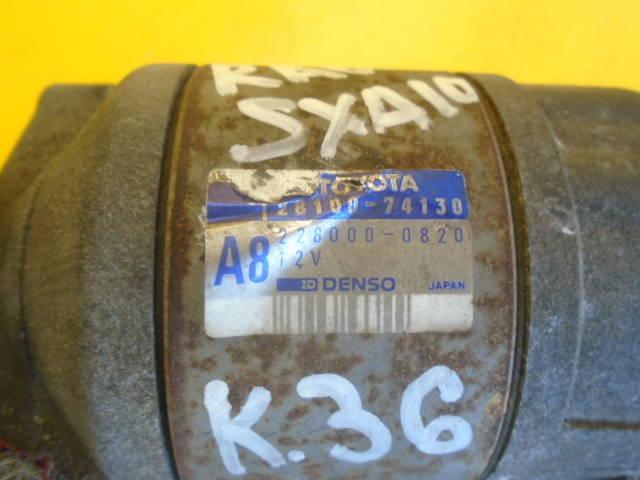 SXA10
TOYOTA
28100-74130
228000-0820
A8
12V
DENSO JAPAN
K.36